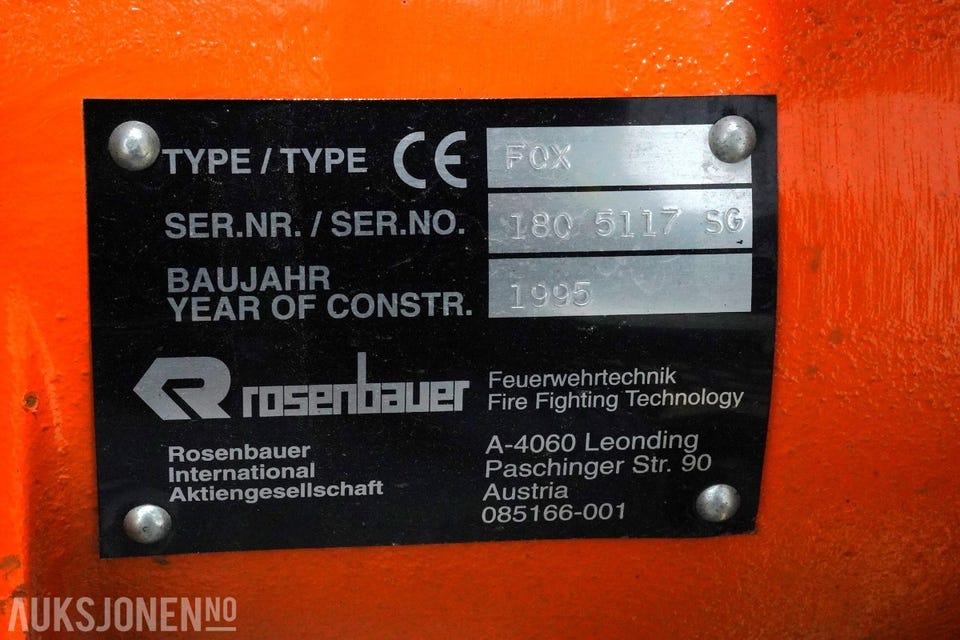 TYPE / TYPE CE FOX
SER.NR. / SER.NO. 180 5117 SG
BAUJAHR
YEAR OF CONSTR. 1995
rosenbauer
Feuerwehrtechnik
Fire Fighting Technology
Rosenbauer
International
Aktiengesellschaft
A-4060 Leonding
Paschinger Str. 90
Austria
085166-001
AUKSJONEN.NO